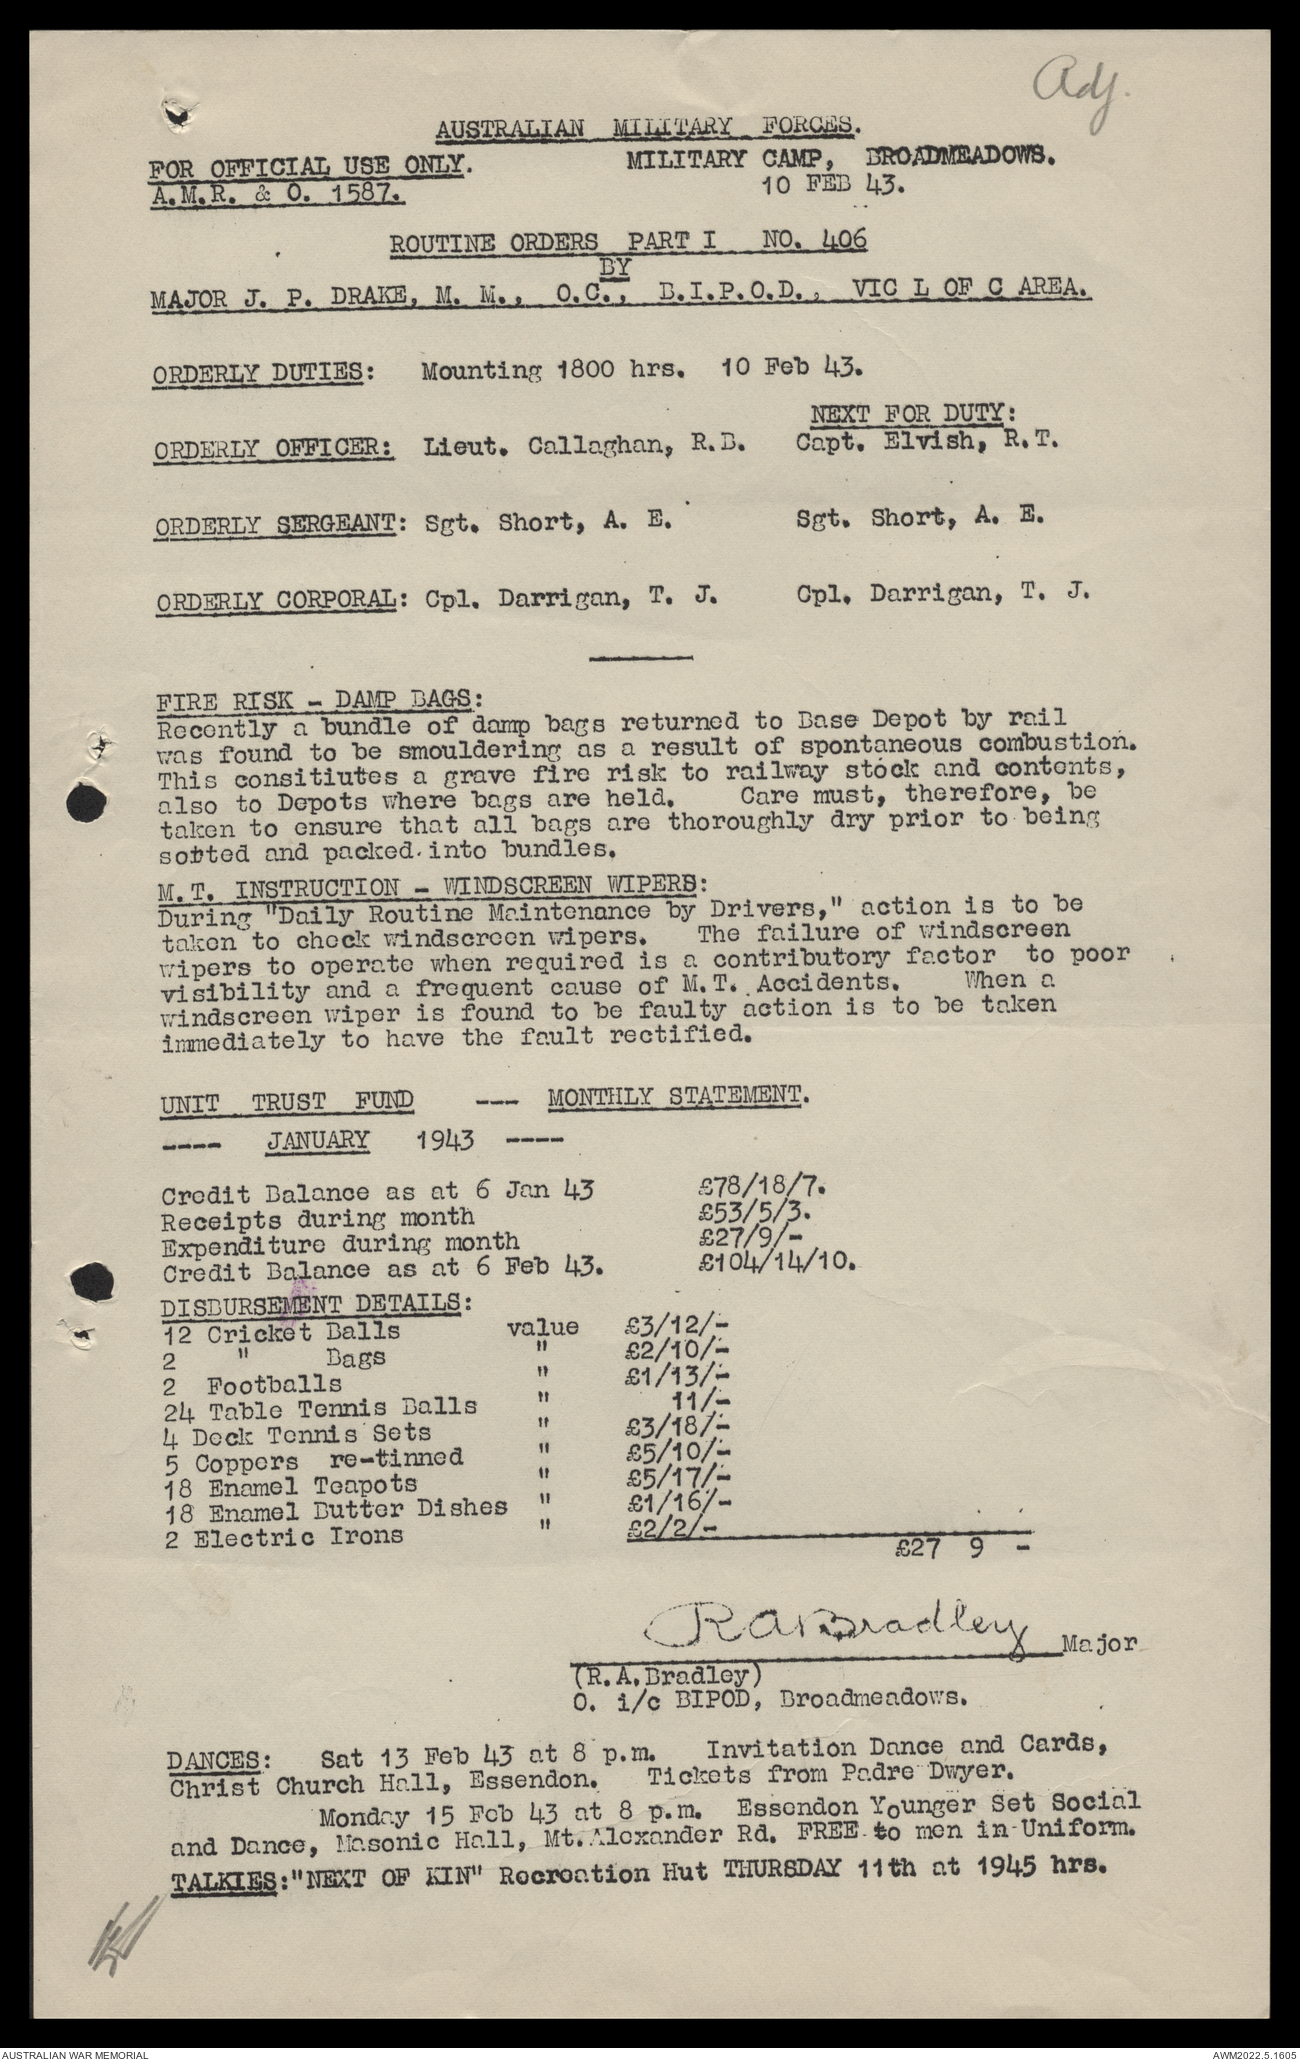 Adj.
AUSTRALIAN MILITARY FORCES.
FOR OFFICIAL USE ONLY. MILITARY CAMP, BROADMEADOWS.
A.M.R. & O. 1587. 10 FEB 43.
ROUTINE ORDERS PART I NO. 406
BY
MAJOR J. P. DRAKE, M. M., O.C., B.I.P.O.D., VIC L OF C AREA.
ORDERLY DUTIES: Mounting 1800 hrs. 10 Feb 43.
NEXT FOR DUTY:
ORDERLY OFFICER: Lieut. Callaghan, R.B. Capt. Elvish, R.T.
ORDERLY SERGEANT: Sgt. Short, A. E. Sgt. Short, A. E.
ORDERLY CORPORAL: Cpl. Darrigan, T. J. Cpl. Darrigan, T. J.
FIRE RISK - DAMP BAGS:
Recently a bundle of damp bags returned to Base Depot by rail
was found to be smouldering as a result of spontaneous combustion.
This consitiutes a grave fire risk to railway stock and contents,
also to Depots where bags are held. Care must, therefore, be
taken to ensure that all bags are thoroughly dry prior to being
sotted and packed into bundles.
M.T. INSTRUCTION - WINDSCREEN WIPERS:
During "Daily Routine Maintenance by Drivers," action is to be
taken to check windscreen wipers. The failure of windscreen
wipers to operate when required is a contributory factor to poor
visibility and a frequent cause of M.T. Accidents. When a
windscreen wiper is found to be faulty action is to be taken
immediately to have the fault rectified.
UNIT TRUST FUND --- MONTHLY STATEMENT.
---- JANUARY 1943 ----
Credit Balance as at 6 Jan 43 £78/18/7.
Receipts during month £53/5/3.
Expenditure during month £27/9/-
Credit Balance as at 6 Feb 43. £104/14/10.
DISBURSEMENT DETAILS:
12 Cricket Balls value £3/12/-
2 " Bags " £2/10/-
2 Footballs " £1/13/-
24 Table Tennis Balls " 11/-
4 Deck Tennis Sets " £3/18/-
5 Coppers re-tinned " £5/10/-
18 Enamel Teapots " £5/17/-
18 Enamel Butter Dishes " £1/16/-
2 Electric Irons " £2/2/-
£27 9 -
RABradley Major
(R.A.Bradley)
O. i/c BIPOD, Broadmeadows.
DANCES: Sat 13 Feb 43 at 8 p.m. Invitation Dance and Cards,
Christ Church Hall, Essendon. Tickets from Padre Dwyer.
Monday 15 Feb 43 at 8 p.m. Essendon Younger Set Social
and Dance, Masonic Hall, Mt.Alexander Rd. FREE to men in Uniform.
TALKIES:"NEXT OF KIN" Recreation Hut THURSDAY 11th at 1945 hrs.
AUSTRALIAN WAR MEMORIAL AWM2022.5.1605